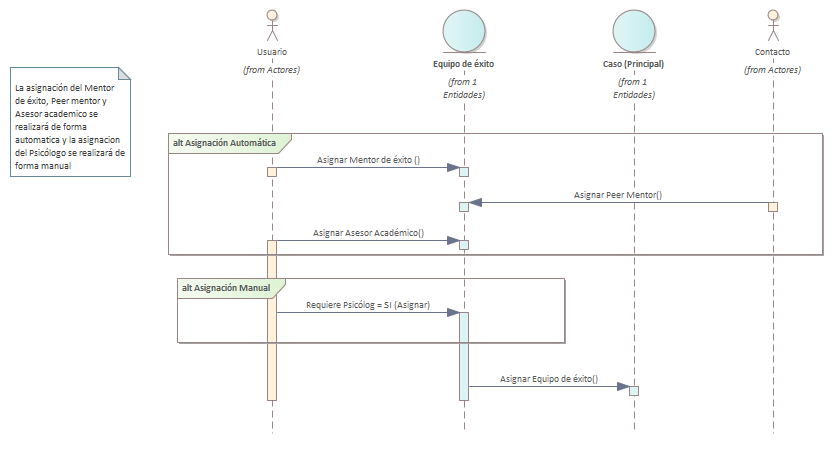 Usuario
(from Actores)
Equipo de éxito
(from 1
Entidades)
Caso (Principal)
(from 1
Entidades)
Contacto
(from Actores)
La asignación del Mentor
de éxito, Peer mentor y
Asesor academico se
realizará de forma
automatica y la asignacion
del Psicólogo se realizará de
forma manual
alt Asignación Automática
Asignar Mentor de éxito ()
Asignar Peer Mentor()
Asignar Asesor Académico()
alt Asignación Manual
Requiere Psicólog = SI (Asignar)
Asignar Equipo de éxito()